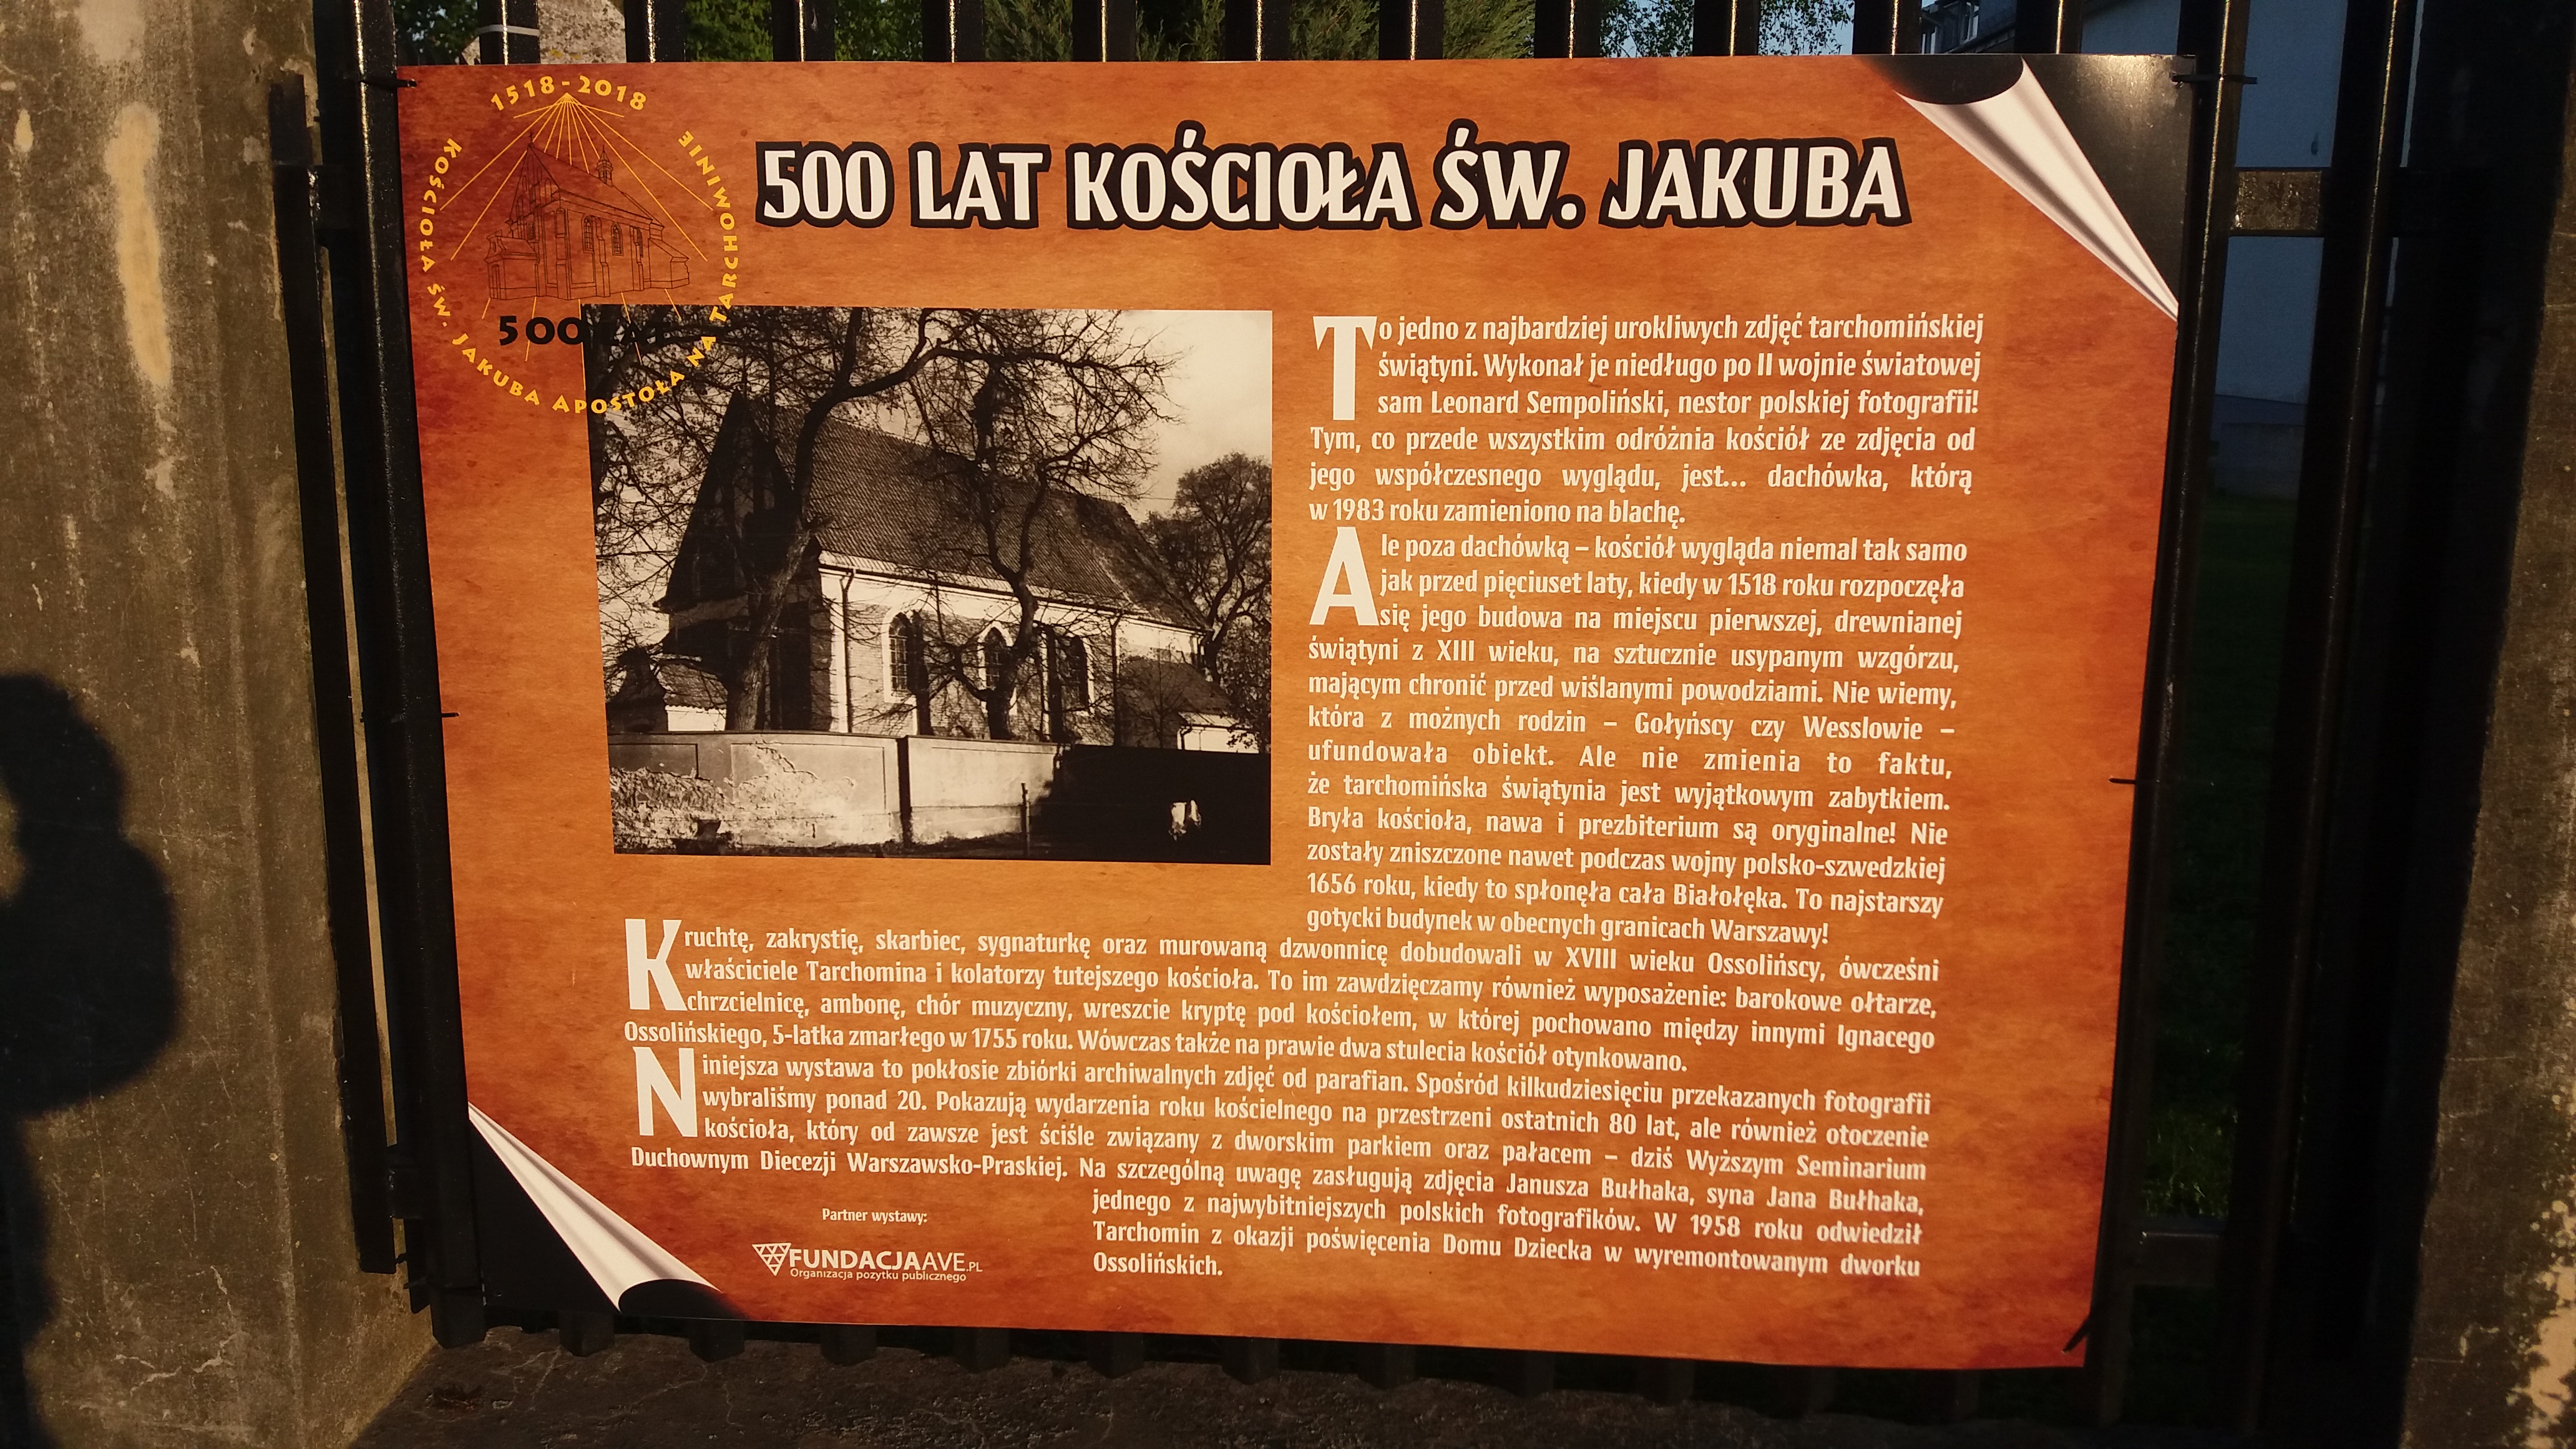 1518-2018
KOŚCIOŁA ŚW. JAKUBA APOSTOŁA NA TARCHOMINIE
500 LAT
500 LAT KOŚCIOŁA ŚW. JAKUBA
To jedno z najbardziej urokliwych zdjęć tarchomińskiej
świątyni. Wykonał je niedługo po II wojnie światowej
sam Leonard Sempoliński, nestor polskiej fotografii!
Tym, co przede wszystkim odróżnia kościół ze zdjęcia od
jego współczesnego wyglądu, jest... dachówka, którą
w 1983 roku zamieniono na blachę.
Ale poza dachówką – kościół wygląda niemal tak samo
jak przed pięciuset laty, kiedy w 1518 roku rozpoczęła
się jego budowa na miejscu pierwszej, drewnianej
świątyni z XIII wieku, na sztucznie usypanym wzgórzu,
mającym chronić przed wiślanymi powodziami. Nie wiemy,
która z możnych rodzin – Gołyńscy czy Wesslowie –
ufundowała obiekt. Ale nie zmienia to faktu,
że tarchomińska świątynia jest wyjątkowym zabytkiem.
Bryła kościoła, nawa i prezbiterium są oryginalne! Nie
zostały zniszczone nawet podczas wojny polsko-szwedzkiej
1656 roku, kiedy to spłonęła cała Białołęka. To najstarszy
gotycki budynek w obecnych granicach Warszawy!
Kruchtę, zakrystię, skarbiec, sygnaturkę oraz murowaną dzwonnicę dobudowali w XVIII wieku Ossolińscy, ówcześni
właściciele Tarchomina i kolatorzy tutejszego kościoła. To im zawdzięczamy również wyposażenie: barokowe ołtarze,
chrzcielnicę, ambonę, chór muzyczny, wreszcie kryptę pod kościołem, w której pochowano między innymi Ignacego
Ossolińskiego, 5-latka zmarłego w 1755 roku. Wówczas także na prawie dwa stulecia kościół otynkowano.
Niniejsza wystawa to pokłosie zbiórki archiwalnych zdjęć od parafian. Spośród kilkudziesięciu przekazanych fotografii
wybraliśmy ponad 20. Pokazują wydarzenia roku kościelnego na przestrzeni ostatnich 80 lat, ale również otoczenie
kościoła, który od zawsze jest ściśle związany z dworskim parkiem oraz pałacem – dziś Wyższym Seminarium
Duchownym Diecezji Warszawsko-Praskiej. Na szczególną uwagę zasługują zdjęcia Janusza Bułhaka, syna Jana Bułhaka,
jednego z najwybitniejszych polskich fotografików. W 1958 roku odwiedził
Tarchomin z okazji poświęcenia Domu Dziecka w wyremontowanym dworku
Ossolińskich.
Partner wystawy:
FUNDACJAAVE.PL
Organizacja pożytku publicznego